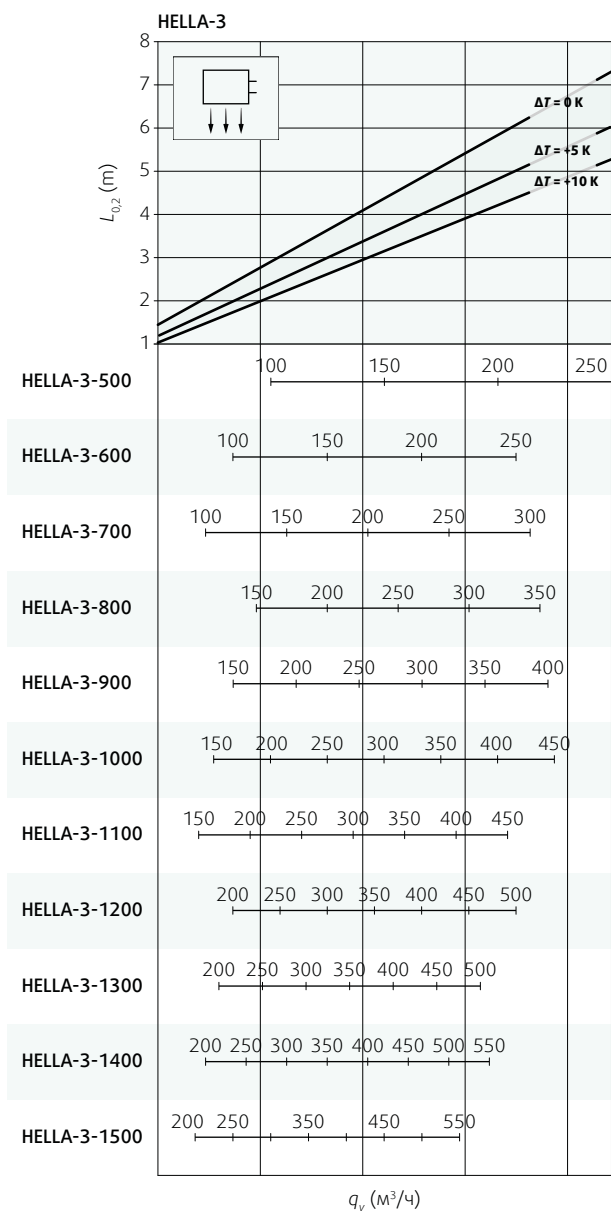 HELLA-3
8
7
6
5
4
3
2
1
L0,2 (m)
ΔT = 0 K
ΔT = +5 K
ΔT = +10 K
HELLA-3-500 100 150 200 250
HELLA-3-600 100 150 200 250
HELLA-3-700 100 150 200 250 300
HELLA-3-800 150 200 250 300 350
HELLA-3-900 150 200 250 300 350 400
HELLA-3-1000 150 200 250 300 350 400 450
HELLA-3-1100 150 200 250 300 350 400 450
HELLA-3-1200 200 250 300 350 400 450 500
HELLA-3-1300 200 250 300 350 400 450 500
HELLA-3-1400 200 250 300 350 400 450 500 550
HELLA-3-1500 200 250 350 450 550
qv (м³/ч)